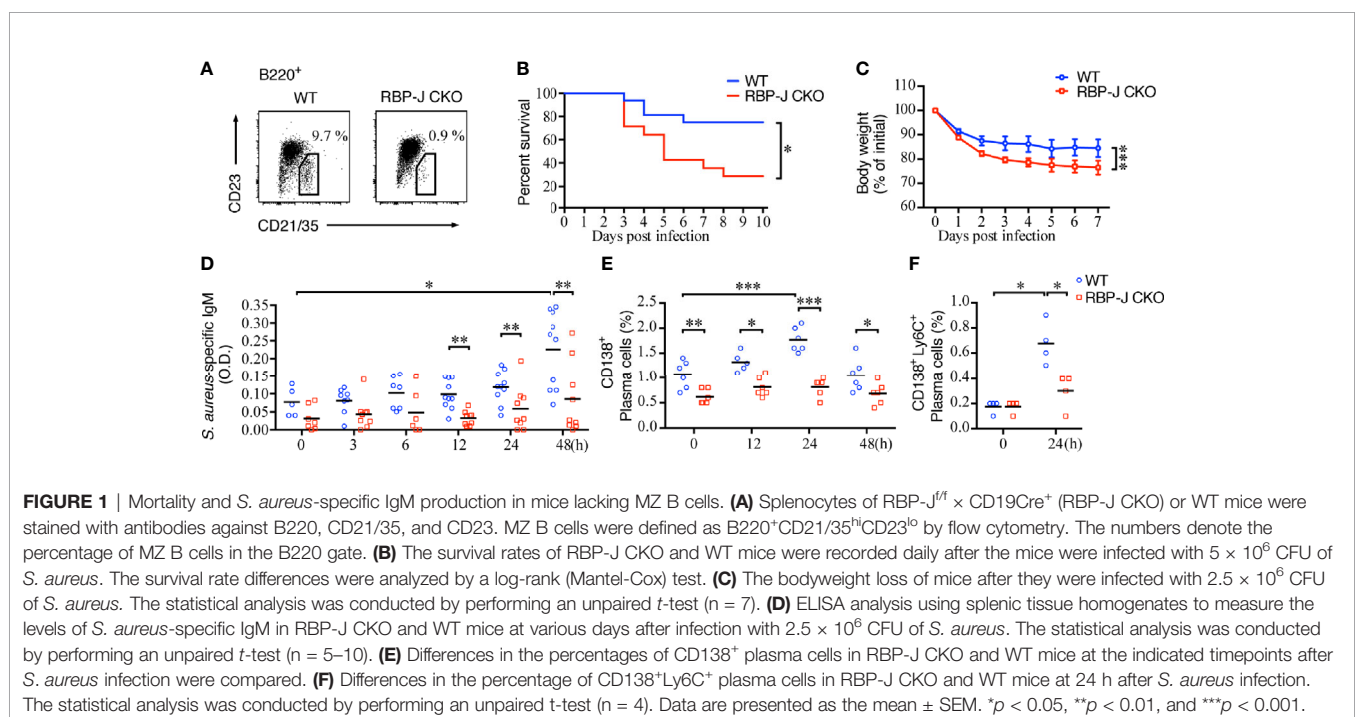 A
B220+
WT
RBP-J CKO
9.7 %
0.9 %
CD23
CD21/35
B
WT
RBP-J CKO
Percent survival
100
80
60
40
20
0
*
0 1 2 3 4 5 6 7 8 9 10
Days post infection
C
WT
RBP-J CKO
Body weight
(% of initial)
110
100
90
80
70
60
***
0 1 2 3 4 5 6 7
Days post infection
D
S. aureus-specific IgM
(O.D.)
0.35
0.30
0.25
0.20
0.15
0.10
0.05
0.00
* ** ** **
0 3 6 12 24 48(h)
E
CD138+
Plasma cells (%)
2.5
2.0
1.5
1.0
0.5
0.0
*** ** * *** *
0 12 24 48(h)
F
WT
RBP-J CKO
CD138+ Ly6C+
Plasma cells (%)
1.0
0.8
0.6
0.4
0.2
0.0
* *
0 24(h)
FIGURE 1 | Mortality and S. aureus-specific IgM production in mice lacking MZ B cells. (A) Splenocytes of RBP-Jf/f × CD19Cre+ (RBP-J CKO) or WT mice were
stained with antibodies against B220, CD21/35, and CD23. MZ B cells were defined as B220+CD21/35hiCD23lo by flow cytometry. The numbers denote the
percentage of MZ B cells in the B220 gate. (B) The survival rates of RBP-J CKO and WT mice were recorded daily after the mice were infected with 5 × 10⁶ CFU of
S. aureus. The survival rate differences were analyzed by a log-rank (Mantel-Cox) test. (C) The bodyweight loss of mice after they were infected with 2.5 × 10⁶ CFU
of S. aureus. The statistical analysis was conducted by performing an unpaired t-test (n = 7). (D) ELISA analysis using splenic tissue homogenates to measure the
levels of S. aureus-specific IgM in RBP-J CKO and WT mice at various days after infection with 2.5 × 10⁶ CFU of S. aureus. The statistical analysis was conducted
by performing an unpaired t-test (n = 5–10). (E) Differences in the percentages of CD138+ plasma cells in RBP-J CKO and WT mice at the indicated timepoints after
S. aureus infection were compared. (F) Differences in the percentage of CD138+Ly6C+ plasma cells in RBP-J CKO and WT mice at 24 h after S. aureus infection.
The statistical analysis was conducted by performing an unpaired t-test (n = 4). Data are presented as the mean ± SEM. *p < 0.05, **p < 0.01, and ***p < 0.001.